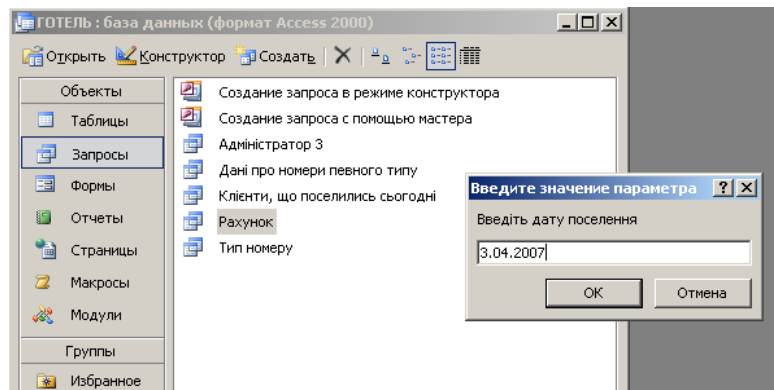 ГОТЕЛЬ : база данных (формат Access 2000)
Открыть Конструктор Создать
Объекты
Таблицы
Запросы
Формы
Отчеты
Страницы
Макросы
Модули
Группы
Избранное
Создание запроса в режиме конструктора
Создание запроса с помощью мастера
Адміністратор 3
Дані про номери певного типу
Клієнти, що поселились сьогодні
Рахунок
Тип номеру
Введите значение параметра
Введіть дату поселення
3.04.2007
ОК Отмена